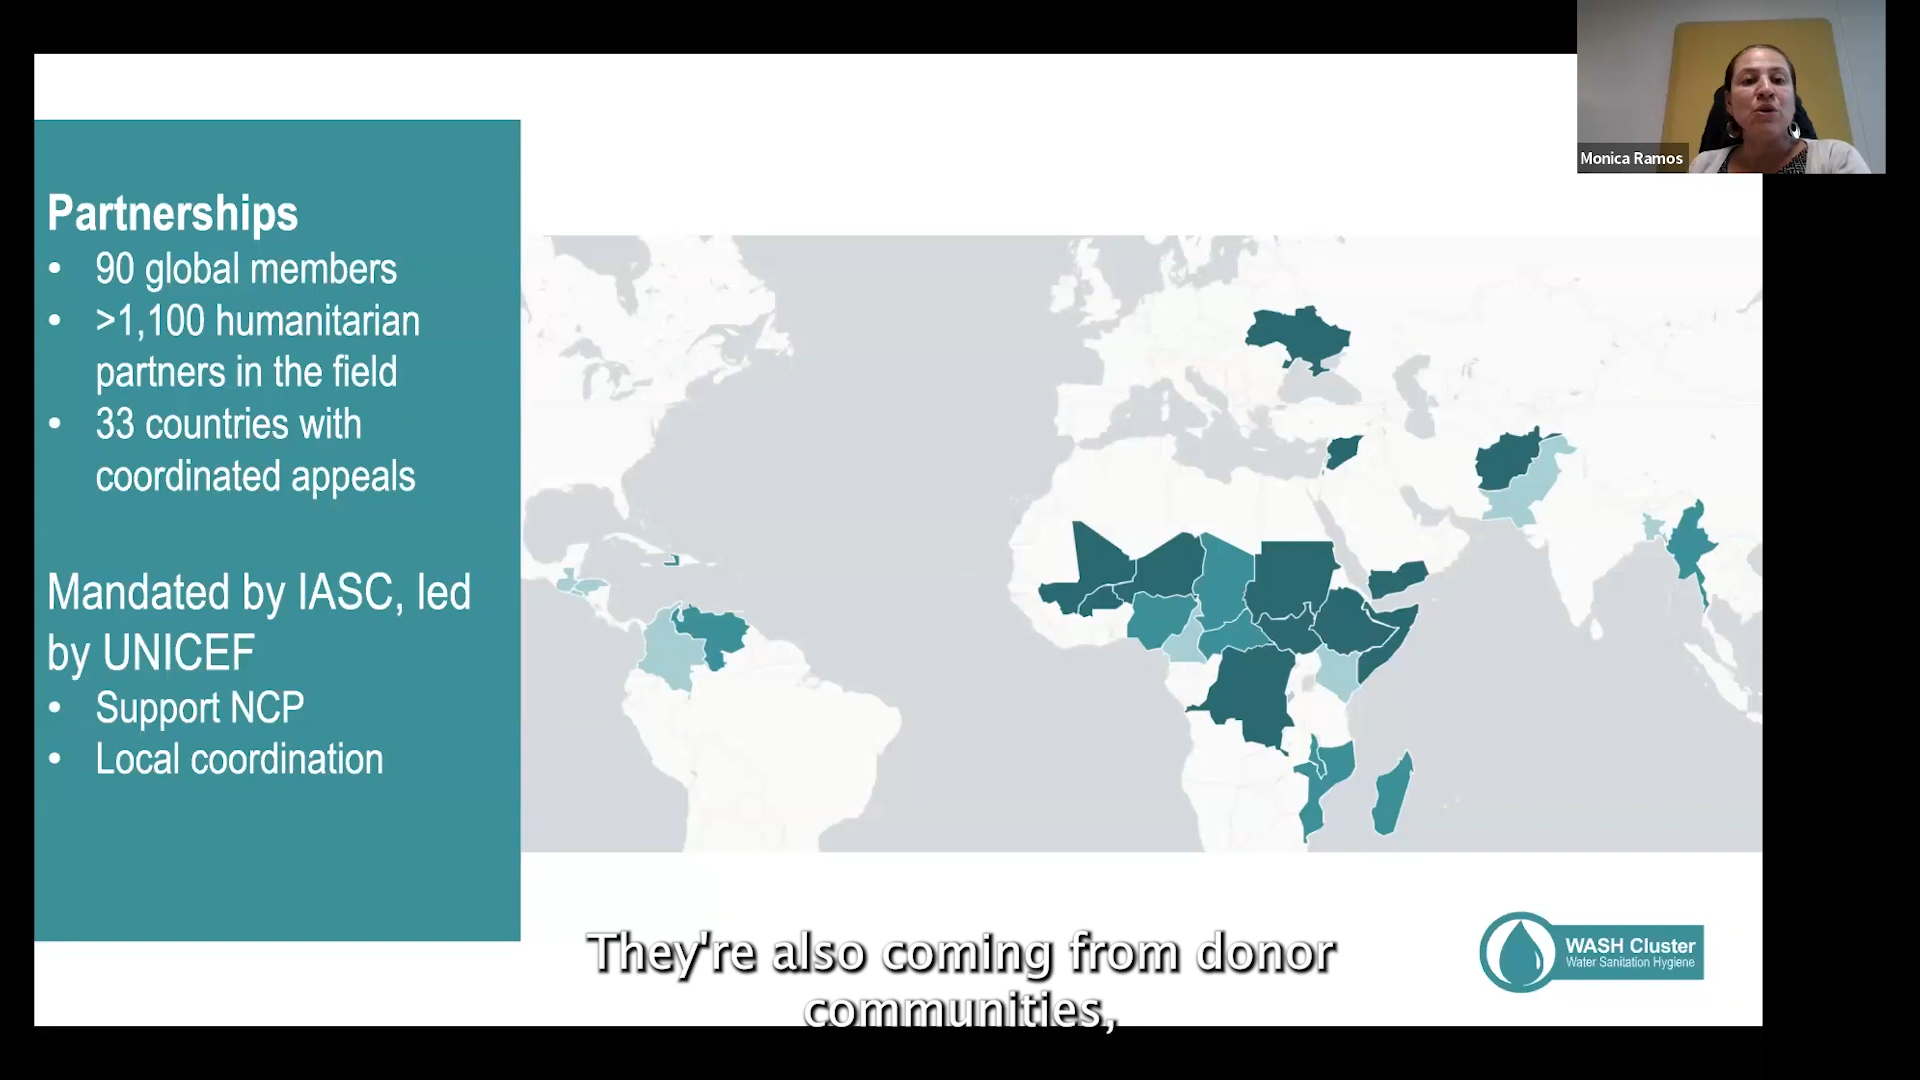 Monica Ramos
Partnerships
• 90 global members
• >1,100 humanitarian
partners in the field
• 33 countries with
coordinated appeals
Mandated by IASC, led
by UNICEF
• Support NCP
• Local coordination
WASH Cluster
Water Sanitation Hygiene
They're also coming from donor
communities,